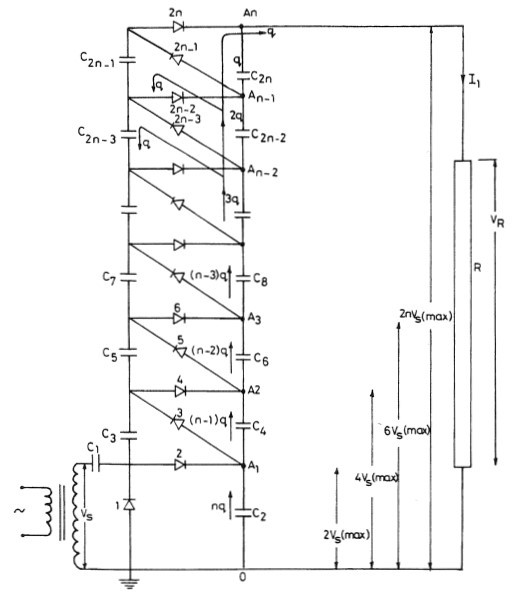 2n An
q
2n-1
q
C2n-1
C2n
q
An-1
I1
2n-2
2n-3
2q
C2n-3
q
C2n-2
An-2
3q
VR
R
C7
(n-3)q
C8
2nVs(max)
6
A3
5
(n-2)q
C5
C6
4
A2
3
(n-1)q
C4
6Vs(max)
C3
C1
2
A1
4Vs(max)
~
Vs
1
nq
C2
2Vs(max)
0